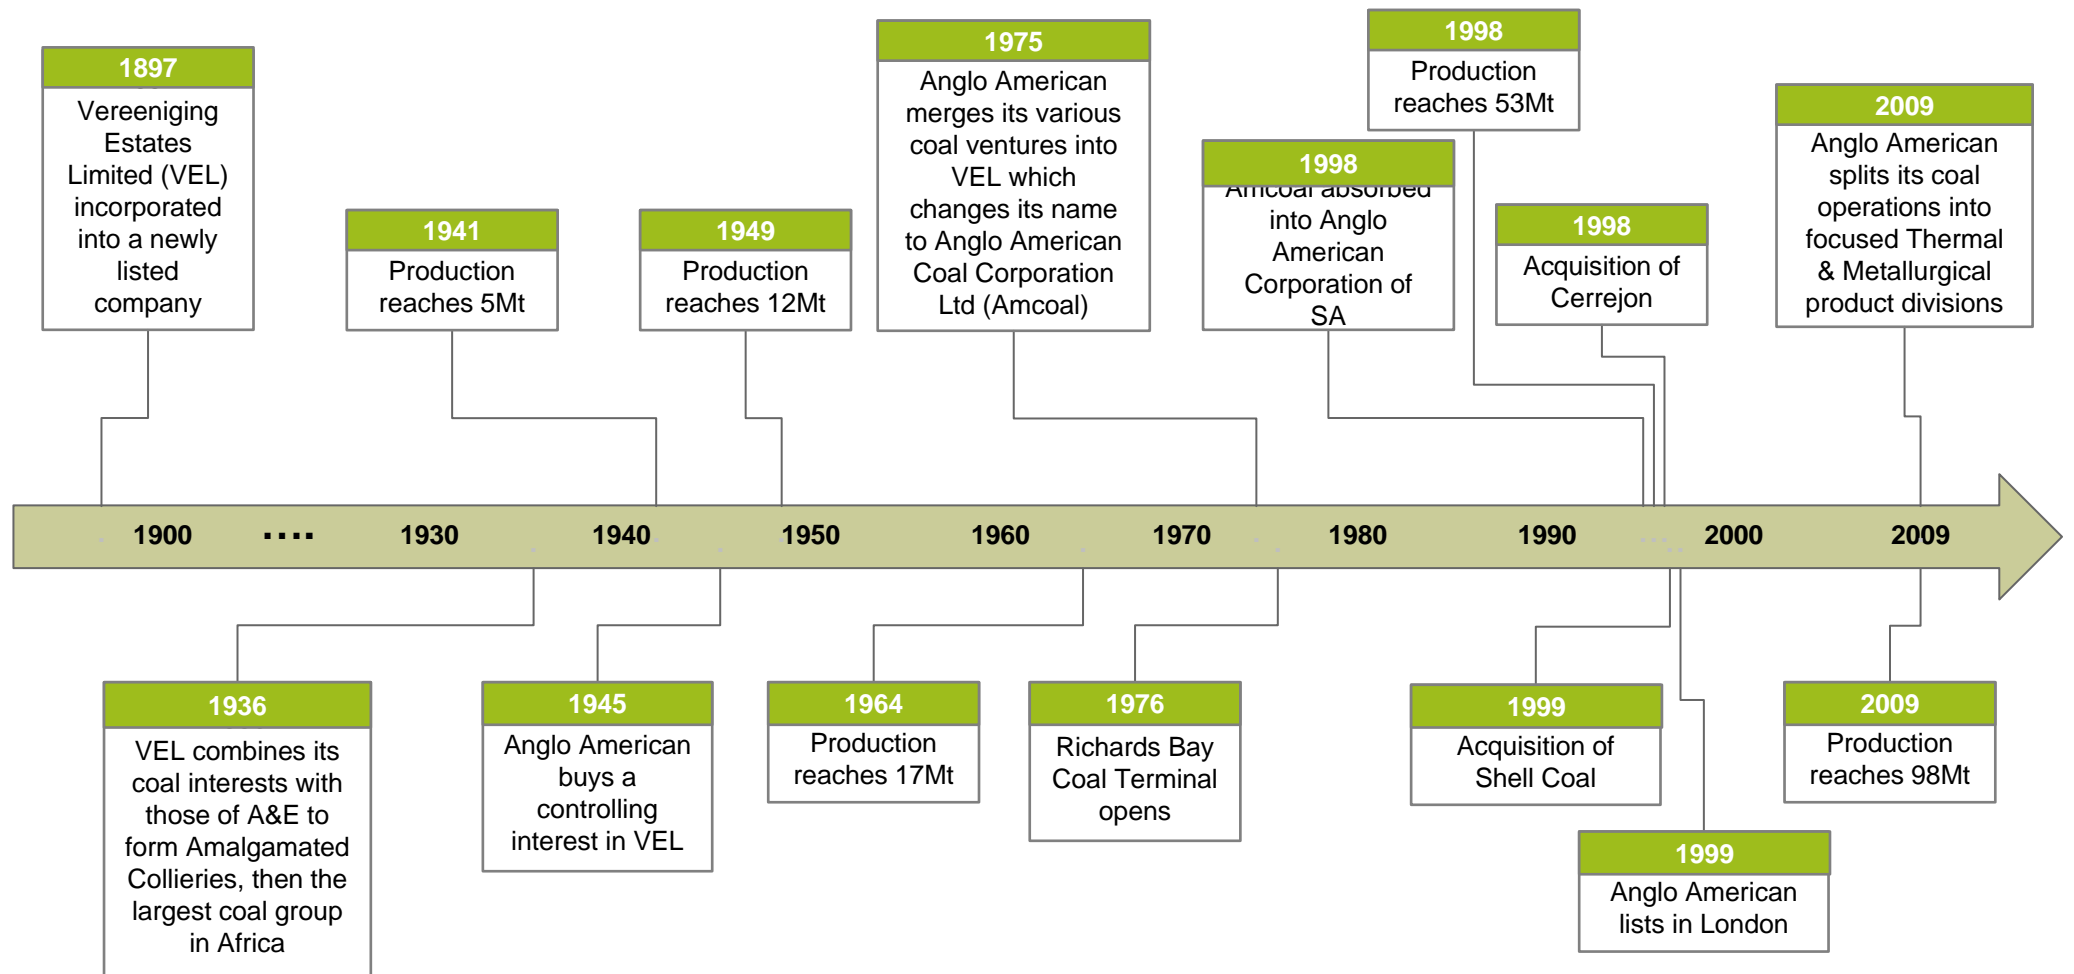 1897
Vereeniging
Estates
Limited (VEL)
incorporated
into a newly
listed
company
1941
Production
reaches 5Mt
1949
Production
reaches 12Mt
1975
Anglo American
merges its various
coal ventures into
VEL which
changes its name
to Anglo American
Coal Corporation
Ltd (Amcoal)
1998
Amcoal absorbed
into Anglo
American
Corporation of
SA
1998
Production
reaches 53Mt
1998
Acquisition of
Cerrejon
2009
Anglo American
splits its coal
operations into
focused Thermal
& Metallurgical
product divisions
1900 .... 1930 1940 1950 1960 1970 1980 1990 2000 2009
1936
VEL combines its
coal interests with
those of A&E to
form Amalgamated
Collieries, then the
largest coal group
in Africa
1945
Anglo American
buys a
controlling
interest in VEL
1964
Production
reaches 17Mt
1976
Richards Bay
Coal Terminal
opens
1999
Acquisition of
Shell Coal
1999
Anglo American
lists in London
2009
Production
reaches 98Mt